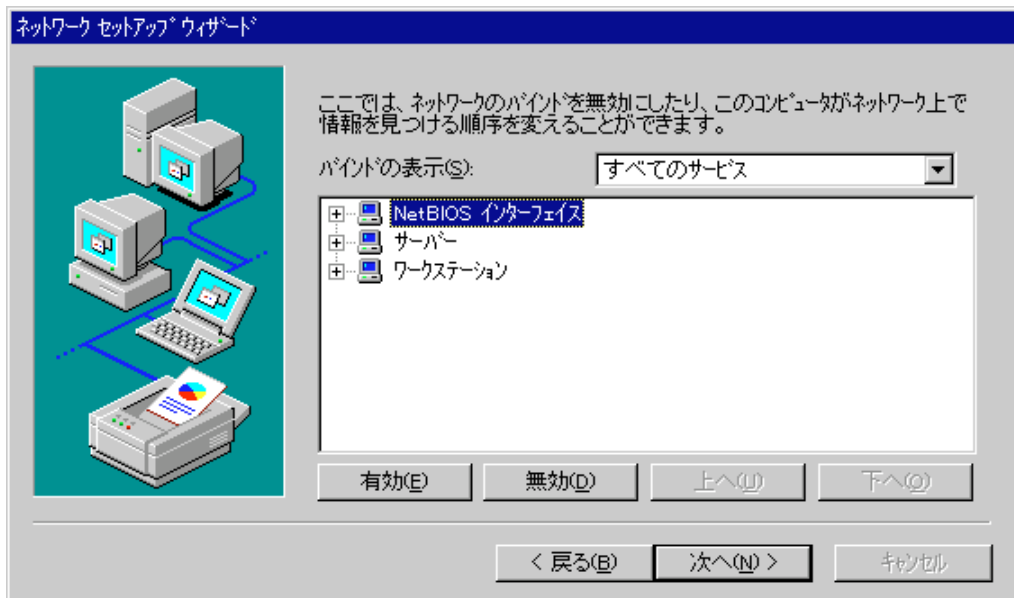 ﾈｯﾄﾜｰｸ ｾｯﾄｱｯﾌﾟ ｳｨｻﾞｰﾄﾞ
ここでは、ﾈｯﾄﾜｰｸのﾊﾞｲﾝﾄﾞを無効にしたり、このｺﾝﾋﾟｭｰﾀがﾈｯﾄﾜｰｸ上で
情報を見つける順序を変えることができます。
ﾊﾞｲﾝﾄﾞの表示(S):
すべてのｻｰﾋﾞｽ
NetBIOS ｲﾝﾀｰﾌｪｲｽ
ｻｰﾊﾞｰ
ﾜｰｸｽﾃｰｼｮﾝ
有効(E)
無効(D)
上へ(U)
下へ(O)
< 戻る(B)
次へ(N) >
ｷｬﾝｾﾙ